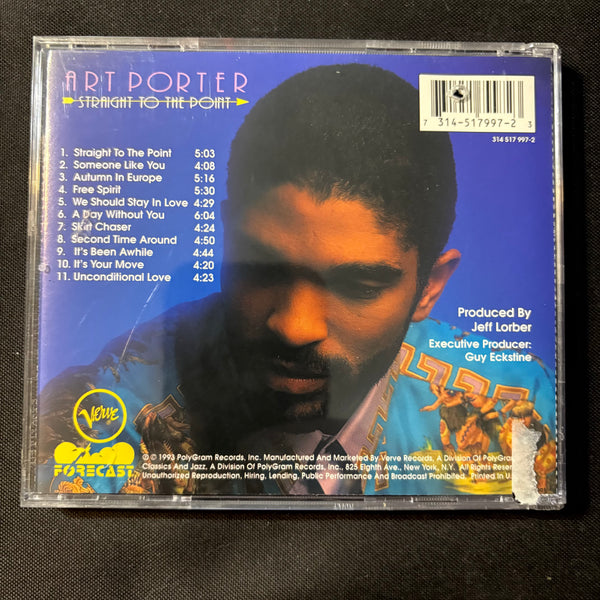 ART PORTER
STRAIGHT TO THE POINT
7 314-517997-2 3
314 517 997-2
1. Straight To The Point 5:03
2. Someone Like You 4:08
3. Autumn In Europe 5:16
4. Free Spirit 5:30
5. We Should Stay In Love 4:29
6. A Day Without You 6:04
7. Skirt Chaser 4:24
8. Second Time Around 4:50
9. It's Been Awhile 4:44
10. It's Your Move 4:20
11. Unconditional Love 4:23
Produced By
Jeff Lorber
Executive Producer:
Guy Eckstine
Verve
FORECAST
℗ © 1993 PolyGram Records, Inc. Manufactured And Marketed By Verve Records, A Division Of PolyGram
Classics And Jazz, A Division Of PolyGram Records, Inc., 825 Eighth Ave., New York, N.Y. All Rights
Unauthorized Reproduction, Hiring, Lending, Public Performance And Broadcast Prohibited. Printed In